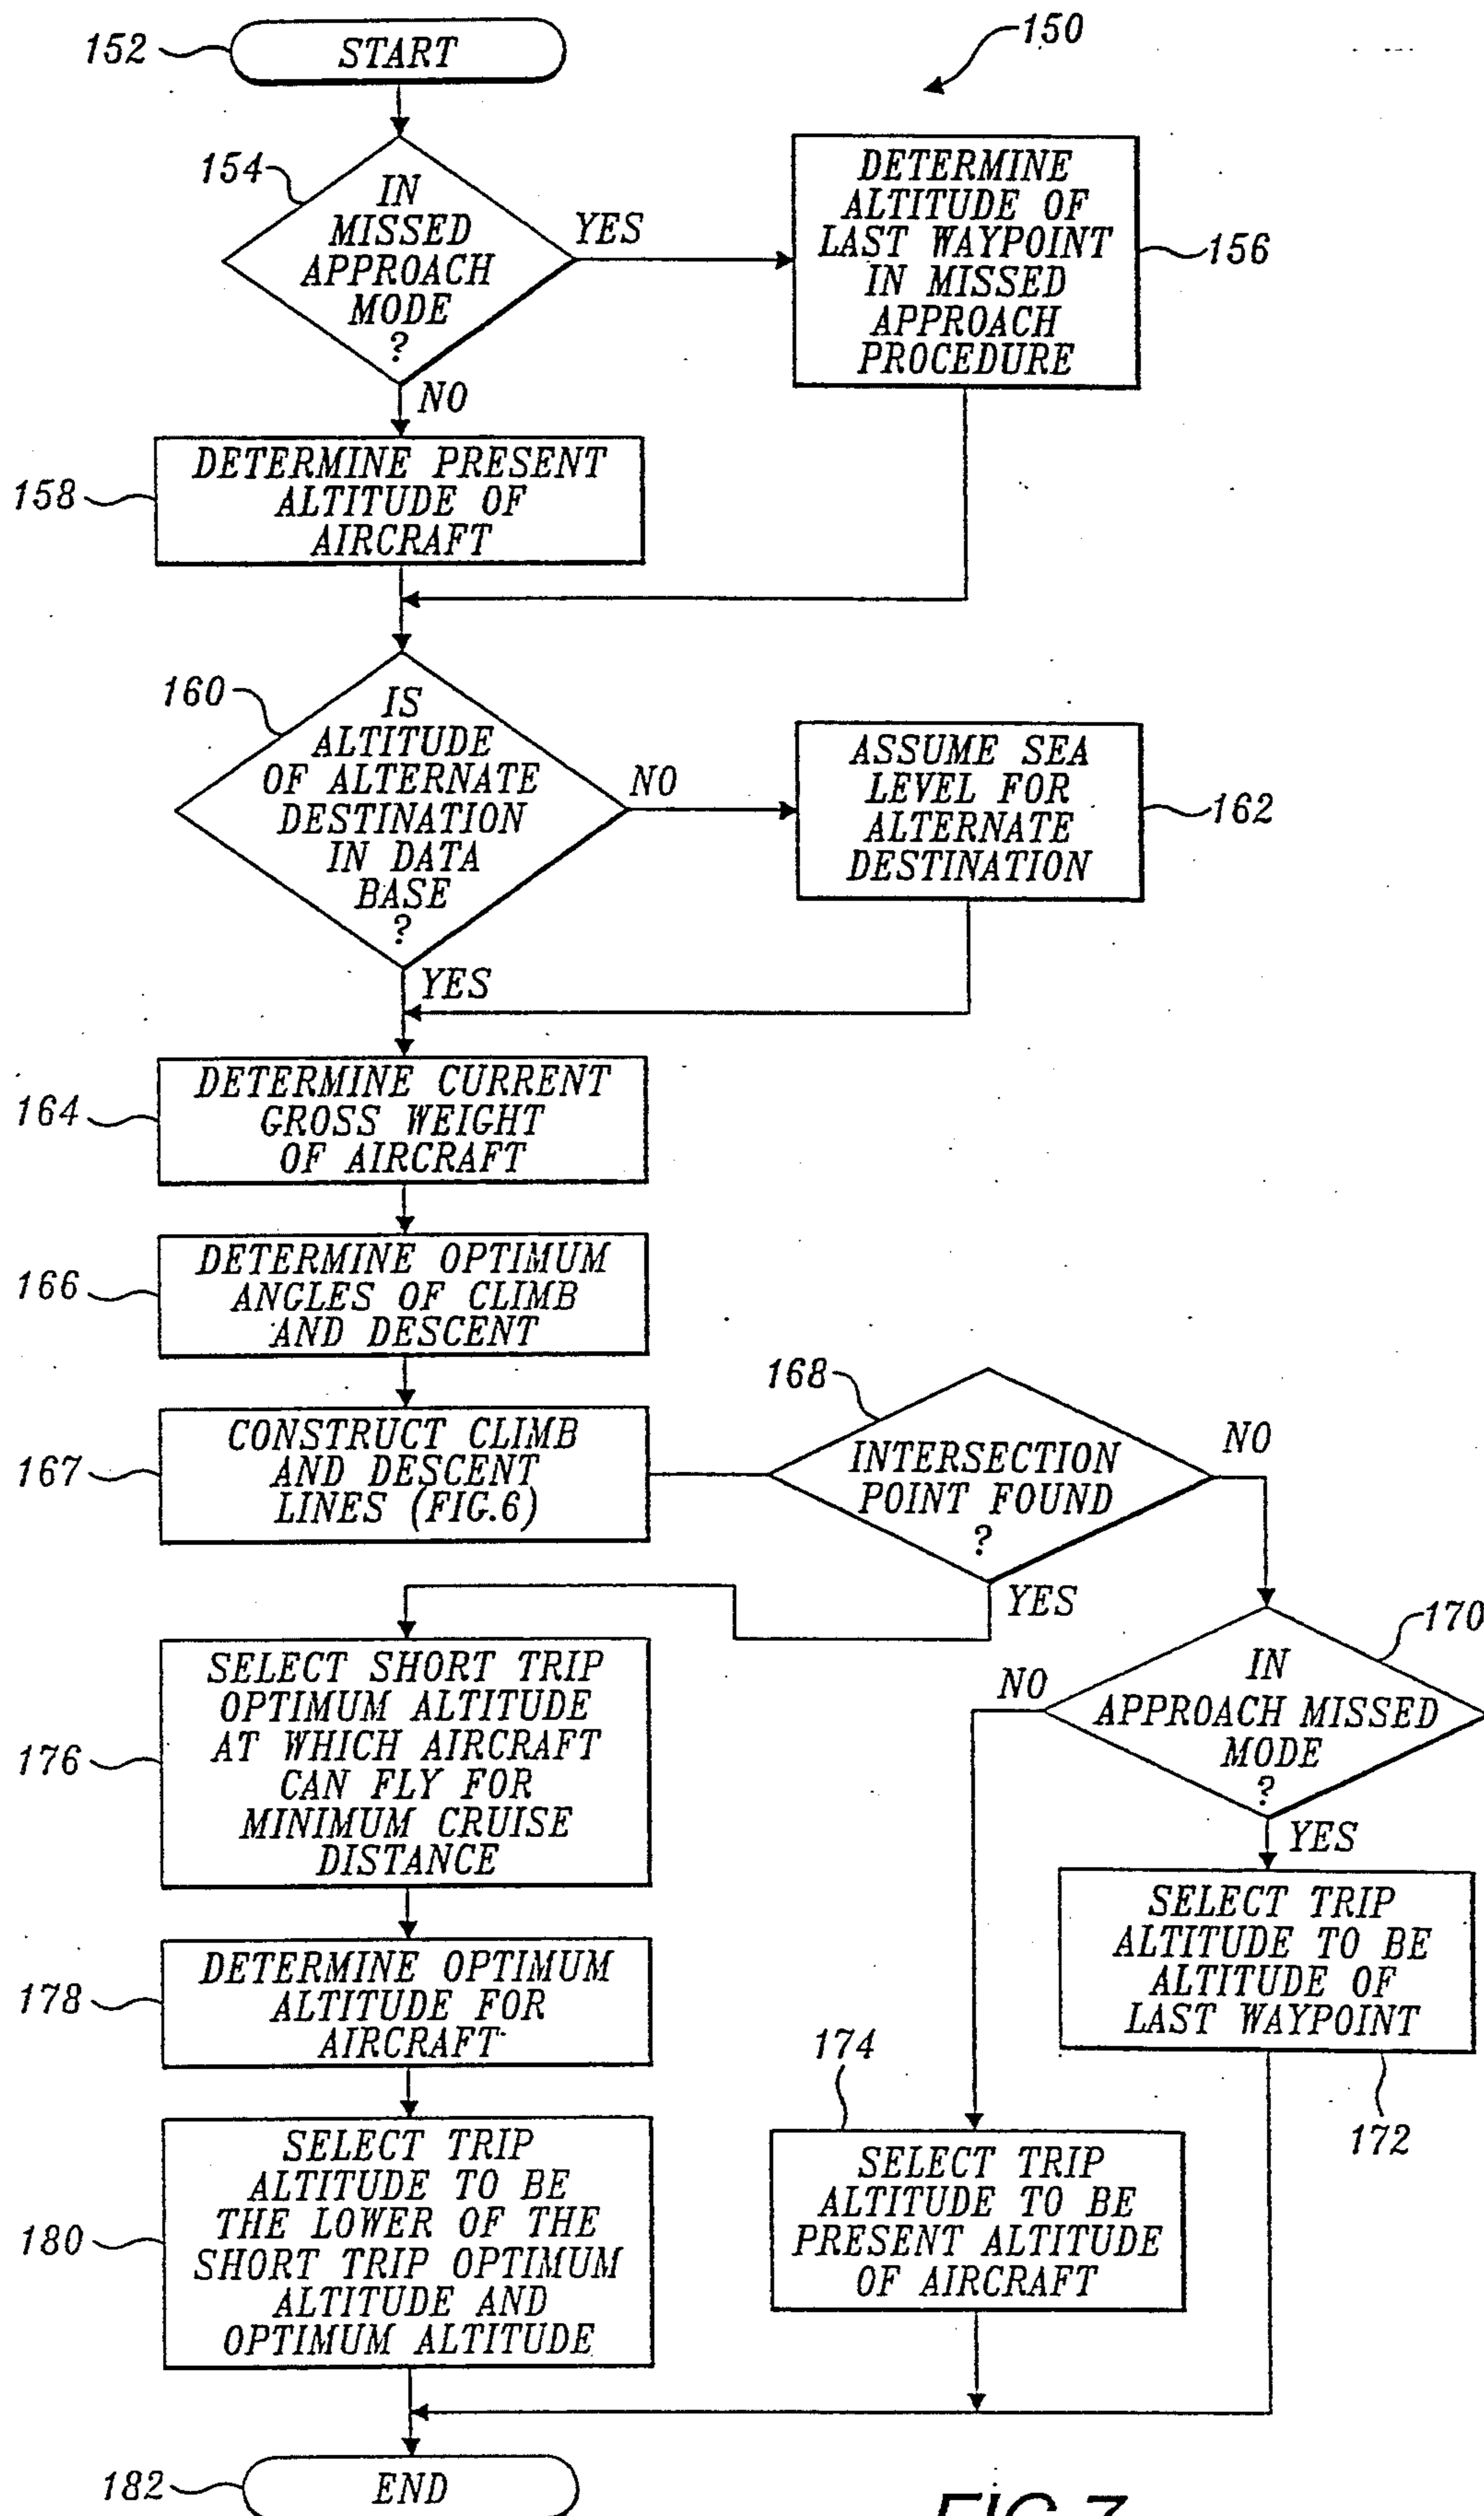 150
152
START
154
IN
MISSED
APPROACH
MODE
?
YES
DETERMINE
ALTITUDE OF
LAST WAYPOINT
IN MISSED
APPROACH
PROCEDURE
156
NO
158
DETERMINE PRESENT
ALTITUDE OF
AIRCRAFT
160
IS
ALTITUDE
OF ALTERNATE
DESTINATION
IN DATA
BASE
?
NO
ASSUME SEA
LEVEL FOR
ALTERNATE
DESTINATION
162
YES
164
DETERMINE CURRENT
GROSS WEIGHT
OF AIRCRAFT
166
DETERMINE OPTIMUM
ANGLES OF CLIMB
AND DESCENT
167
CONSTRUCT CLIMB
AND DESCENT
LINES (FIG.6)
168
INTERSECTION
POINT FOUND
?
NO
YES
170
IN
APPROACH MISSED
MODE
?
NO
YES
SELECT TRIP
ALTITUDE TO BE
ALTITUDE OF
LAST WAYPOINT
172
174
SELECT TRIP
ALTITUDE TO BE
PRESENT ALTITUDE
OF AIRCRAFT
176
SELECT SHORT TRIP
OPTIMUM ALTITUDE
AT WHICH AIRCRAFT
CAN FLY FOR
MINIMUM CRUISE
DISTANCE
178
DETERMINE OPTIMUM
ALTITUDE FOR
AIRCRAFT
180
SELECT TRIP
ALTITUDE TO BE
THE LOWER OF THE
SHORT TRIP OPTIMUM
ALTITUDE AND
OPTIMUM ALTITUDE
182
END
FIG.7